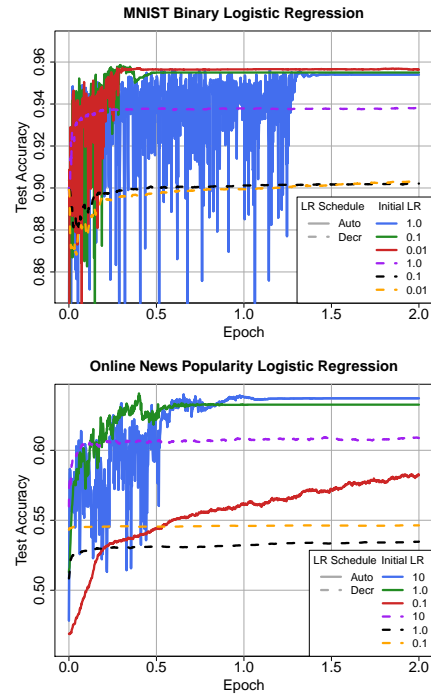 MNIST Binary Logistic Regression
Test Accuracy
0.96
0.94
0.92
0.90
0.88
0.86
LR Schedule Initial LR
Auto 1.0
Decr 0.1
0.01
1.0
0.1
0.01
0.0 0.5 1.0 1.5 2.0
Epoch
Online News Popularity Logistic Regression
Test Accuracy
0.60
0.55
0.50
LR Schedule Initial LR
Auto 10
Decr 1.0
0.1
10
1.0
0.1
0.0 0.5 1.0 1.5 2.0
Epoch